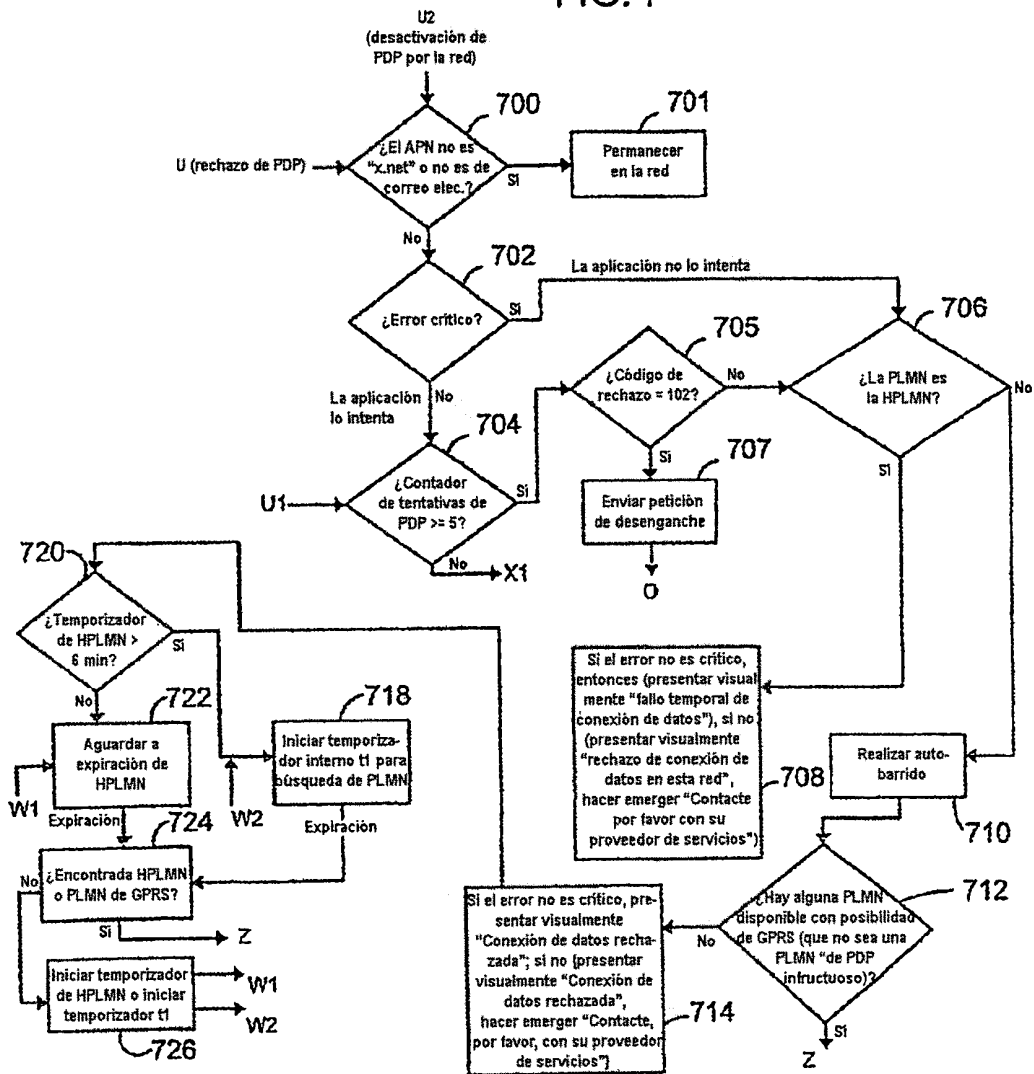 FIG. 7
U2
(desactivación de
PDP por la red)
700
701
U (rechazo de PDP)
¿El APN no es
"x.net" o no es de
correo elec.?
Sí
Permanecer
en la red
No
702
La aplicación no lo intenta
¿Error crítico?
Sí
706
705
¿Código de
rechazo = 102?
No
¿La PLMN es
la HPLMN?
No
La aplicación
lo intenta
No
704
Sí
707
Sí
U1
¿Contador
de tentativas de
PDP >= 5?
Sí
Enviar petición
de desenganche
No
X1
O
720
¿Temporizador
de HPLMN >
6 min?
Sí
No
722
718
Aguardar a
expiración de
HPLMN
Iniciar temporiza-
dor interno t1 para
búsqueda de PLMN
W1
W2
Expiración
724
Expiración
Si el error no es crítico,
entonces (presentar visual
mente "fallo temporal de
conexión de datos"), si no
(presentar visualmente
"rechazo de conexión de
datos en esta red",
hacer emerger "Contacte
por favor con su
proveedor de servicios")
708
Realizar auto-
barrido
710
No
¿Encontrada HPLMN
o PLMN de GPRS?
Sí
Z
Iniciar temporizador
de HPLMN o iniciar
temporizador t1
W1
W2
726
Si el error no es crítico, pre-
sentar visualmente
"Conexión de datos recha-
zada"; si no {presentar
visualmente "Conexión de
datos rechazada",
hacer emerger "Contacte,
por favor, con su proveedor
de servicios"}
714
No
712
¿Hay alguna PLMN
disponible con posibilidad
de GPRS (que no sea una
PLMN "de PDP
infructuoso)?
Sí
Z